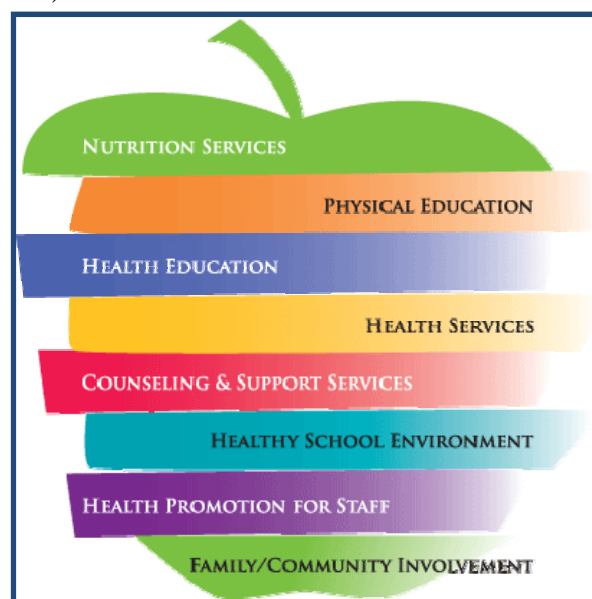 NUTRITION SERVICES
PHYSICAL EDUCATION
HEALTH EDUCATION
HEALTH SERVICES
COUNSELING & SUPPORT SERVICES
HEALTHY SCHOOL ENVIRONMENT
HEALTH PROMOTION FOR STAFF
FAMILY/COMMUNITY INVOLVEMENT